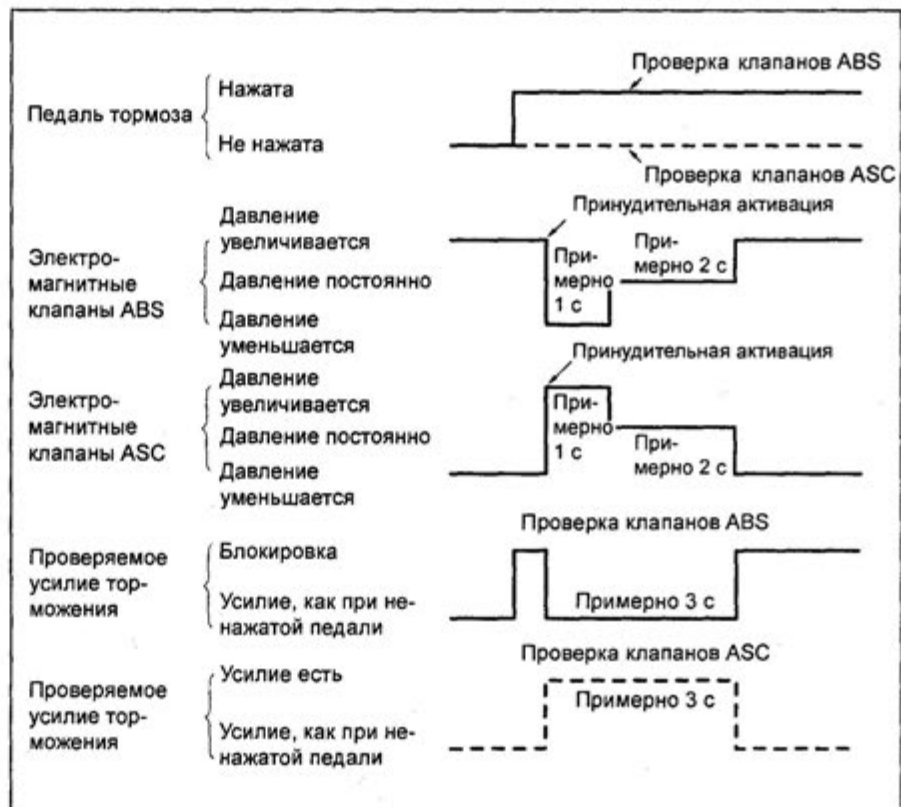 Педаль тормоза
Нажата
Не нажата
Проверка клапанов ABS
Проверка клапанов ASC
Электро-
магнитные
клапаны ABS
Давление
увеличивается
Давление постоянно
Давление
уменьшается
Принудительная активация
При-
мерно
1 с
При-
мерно 2 с
Электро-
магнитные
клапаны ASC
Давление
увеличивается
Давление постоянно
Давление
уменьшается
Принудительная активация
При-
мерно
1 с
При-
мерно 2 с
Проверяемое
усилие тор-
можения
Блокировка
Усилие, как при не-
нажатой педали
Проверка клапанов ABS
Примерно 3 с
Проверяемое
усилие тор-
можения
Усилие есть
Усилие, как при не-
нажатой педали
Проверка клапанов ASC
Примерно 3 с